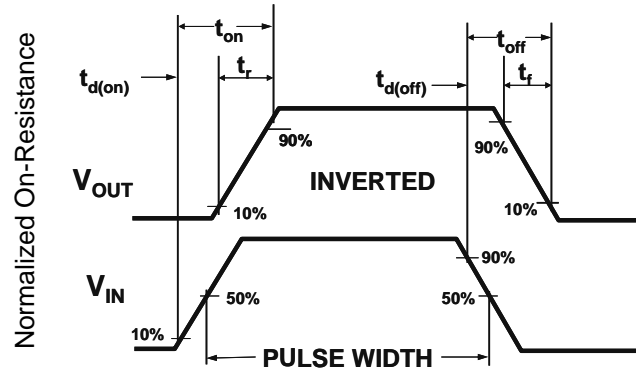 Normalized On-Resistance
t_on
t_off
t_d(on)
t_r
t_d(off)
t_f
90%
90%
V_OUT
INVERTED
10%
10%
90%
V_IN
50%
50%
10%
PULSE WIDTH